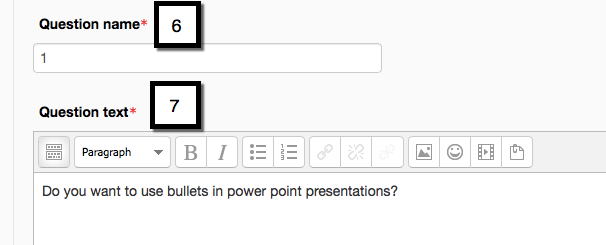 Question name* 6
1
Question text* 7
Paragraph B I
Do you want to use bullets in power point presentations?